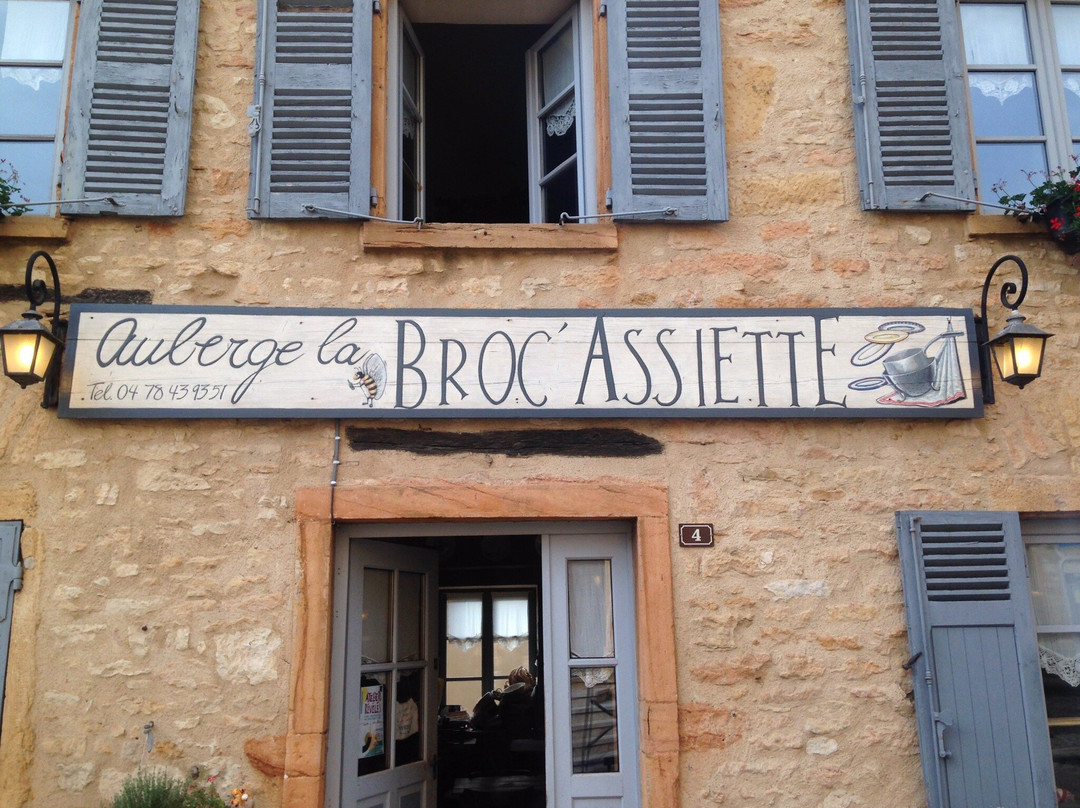 Auberge la BROC' ASSIETTE
Tel. 04 78 43 93 51
4